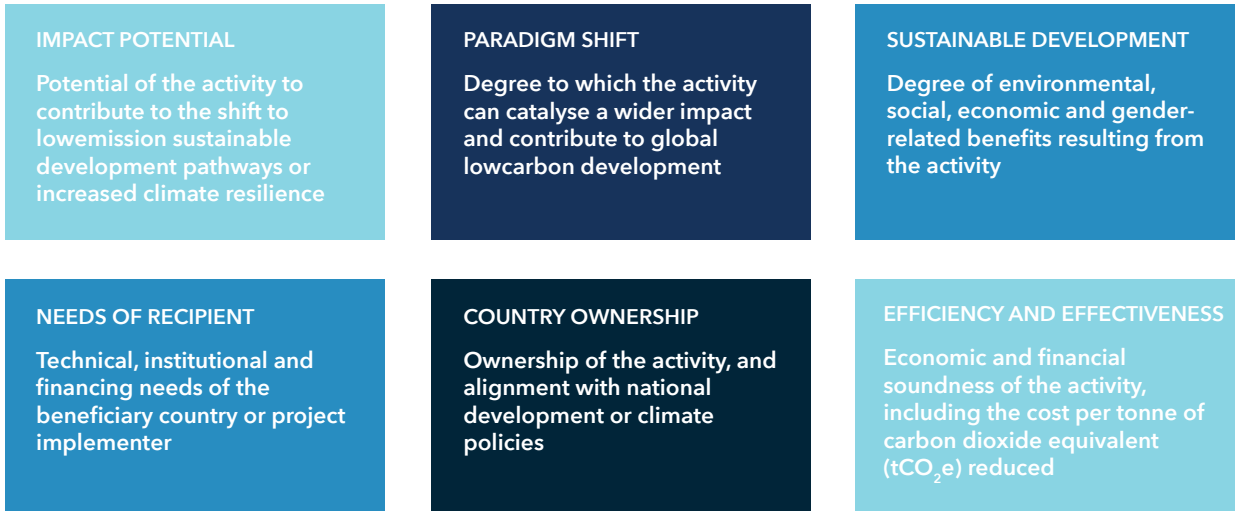 IMPACT POTENTIAL
Potential of the activity to
contribute to the shift to
lowemission sustainable
development pathways or
increased climate resilience
PARADIGM SHIFT
Degree to which the activity
can catalyse a wider impact
and contribute to global
lowcarbon development
SUSTAINABLE DEVELOPMENT
Degree of environmental,
social, economic and gender-
related benefits resulting from
the activity
NEEDS OF RECIPIENT
Technical, institutional and
financing needs of the
beneficiary country or project
implementer
COUNTRY OWNERSHIP
Ownership of the activity, and
alignment with national
development or climate
policies
EFFICIENCY AND EFFECTIVENESS
Economic and financial
soundness of the activity,
including the cost per tonne of
carbon dioxide equivalent
(tCO₂e) reduced